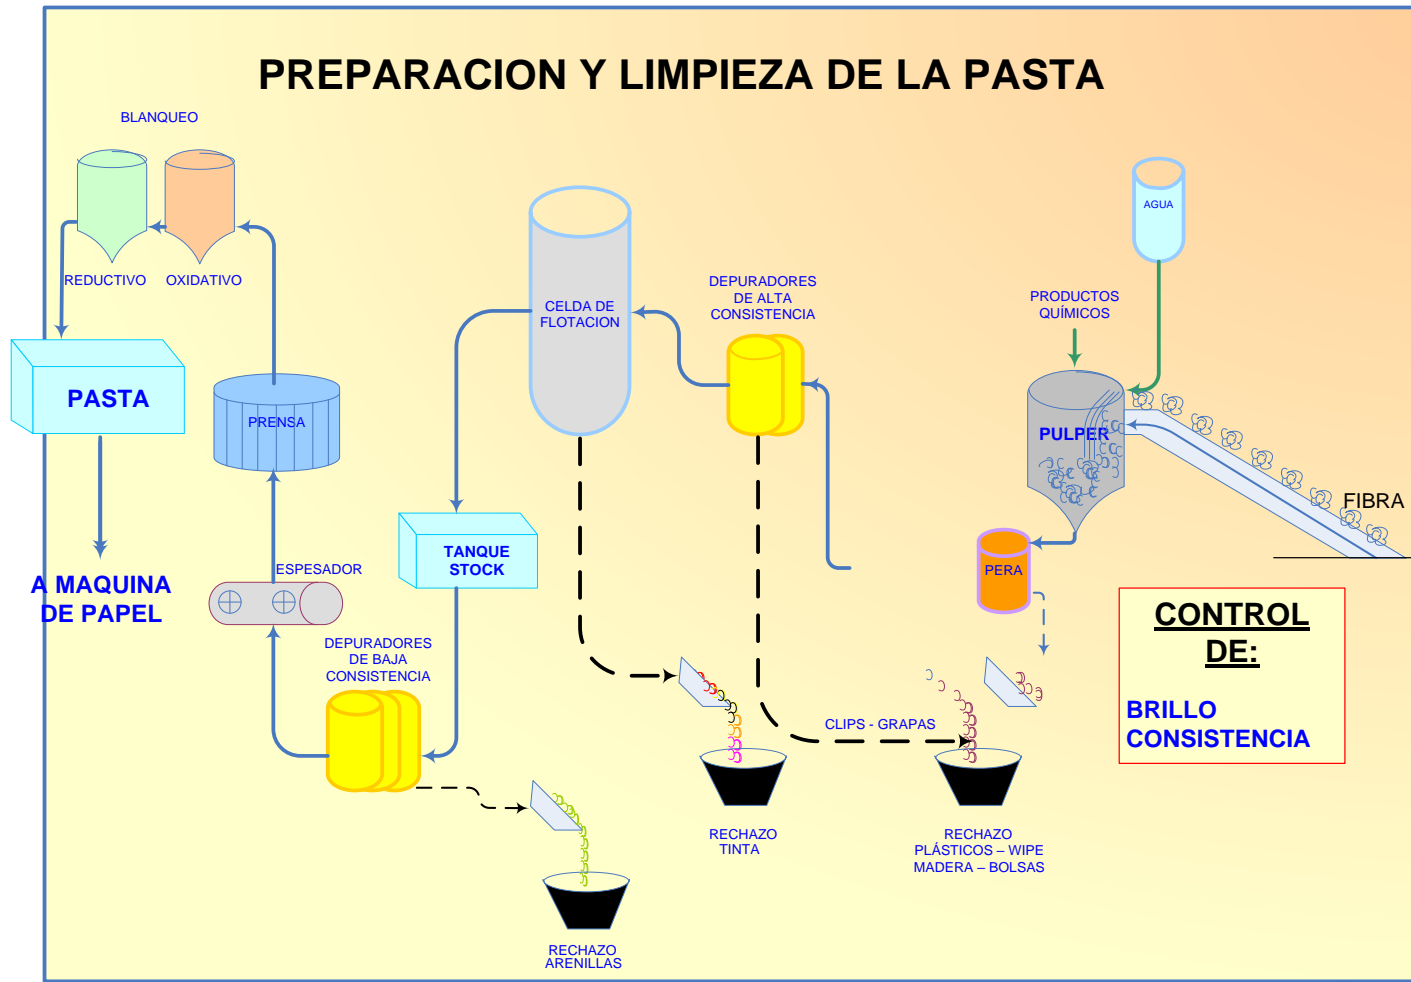 PREPARACION Y LIMPIEZA DE LA PASTA
BLANQUEO
REDUCTIVO
OXIDATIVO
PASTA
A MAQUINA
DE PAPEL
PRENSA
ESPESADOR
DEPURADORES
DE BAJA
CONSISTENCIA
TANQUE
STOCK
CELDA DE
FLOTACION
DEPURADORES
DE ALTA
CONSISTENCIA
AGUA
PRODUCTOS
QUÍMICOS
PULPER
FIBRA
PERA
CONTROL
DE:
BRILLO
CONSISTENCIA
CLIPS - GRAPAS
RECHAZO
TINTA
RECHAZO
PLÁSTICOS – WIPE
MADERA – BOLSAS
RECHAZO
ARENILLAS